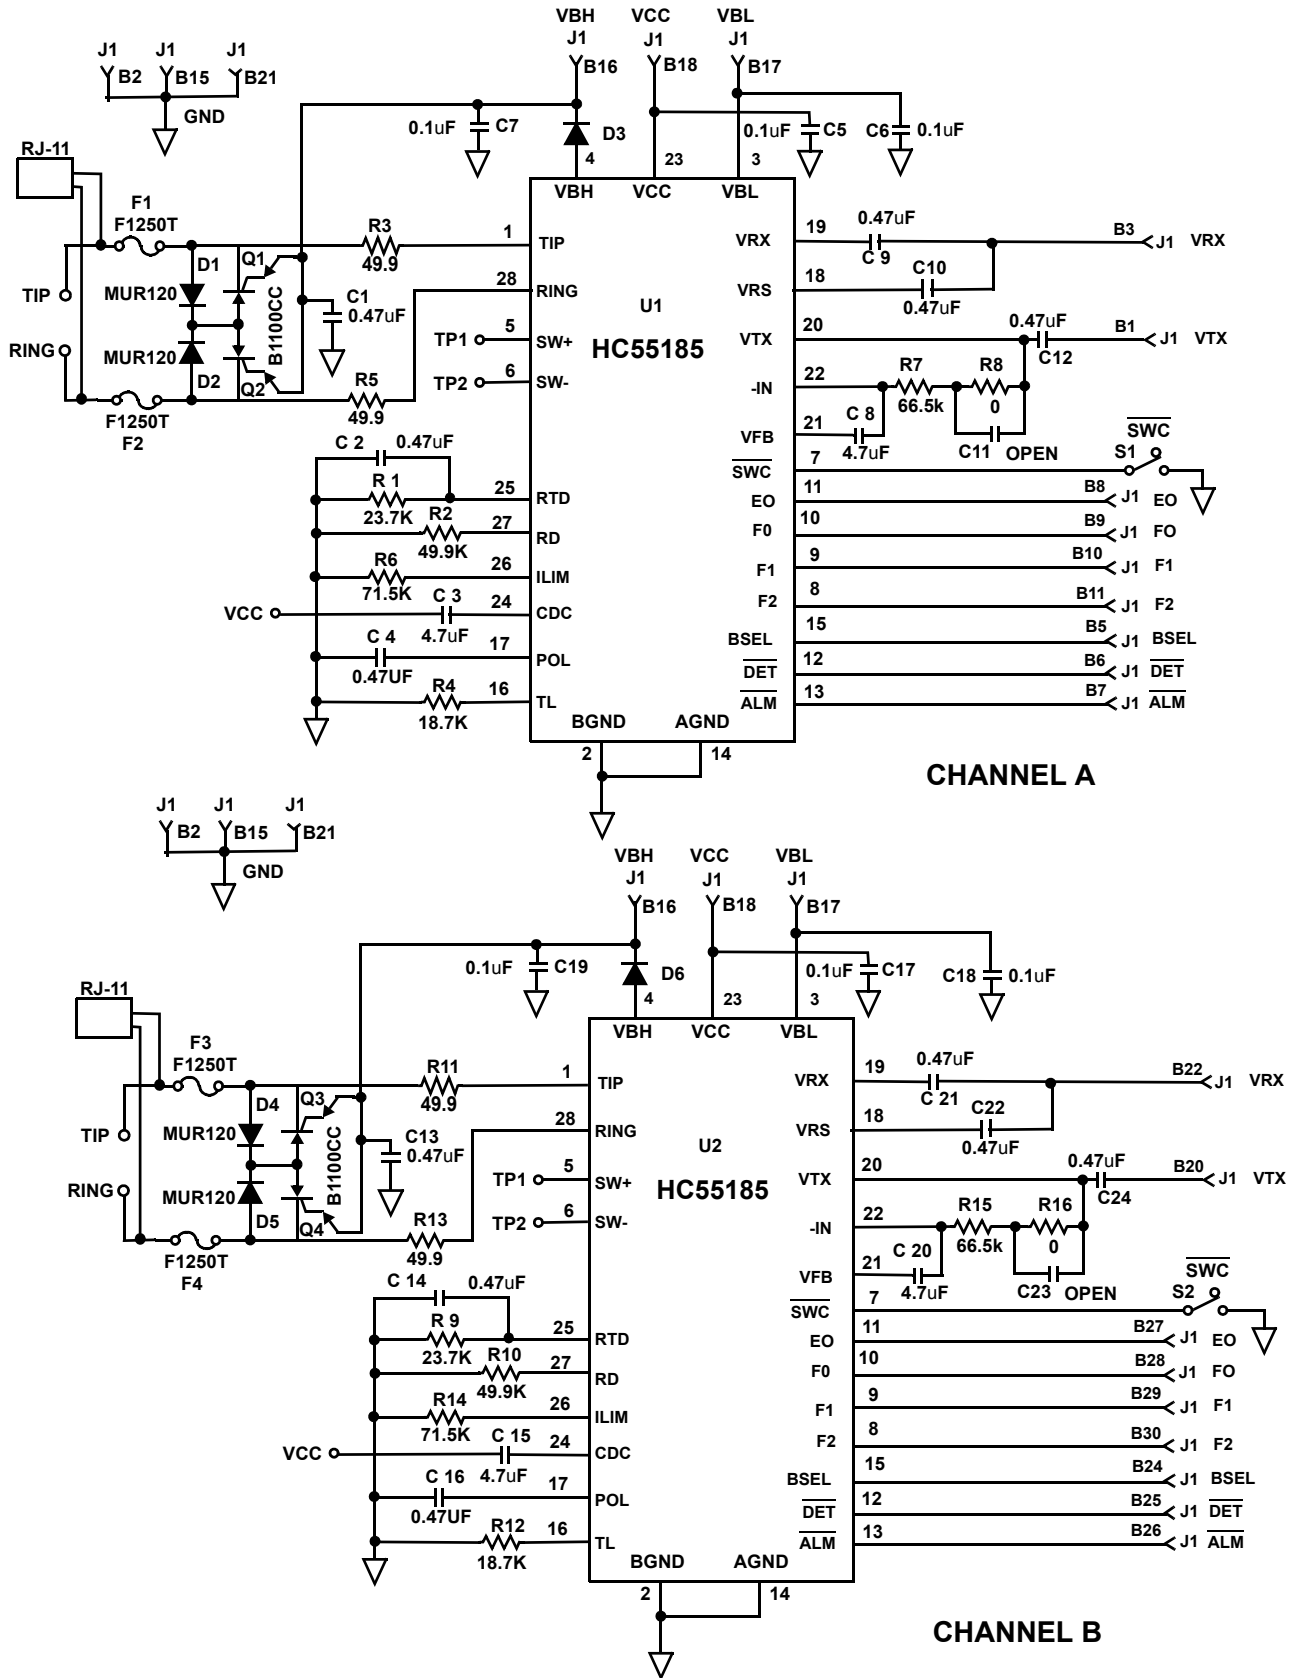 VBH VCC VBL
J1 J1 J1 J1 J1 J1
B2 B15 B21 B16 B18 B17
GND
0.1uF C7 D3 0.1uF C5 C6 0.1uF
RJ-11
4 23 3
VBH VCC VBL
F1
F1250T
R3 1 TIP
49.9
VRX 19 0.47uF C 9 B3 J1 VRX
D1 Q1
28 RING
VRS 18 C10 0.47uF
TIP MUR120 B1100CC C1 0.47uF
U1
HC55185
TP1 5 SW+
VTX 20 0.47uF C12 B1 J1 VTX
RING MUR120
D2 Q2
TP2 6 SW-
-IN 22 R7 66.5k R8 0
R5
49.9
F1250T
F2
VFB 21 C 8 4.7uF C11 OPEN
SWC
SWC 7 S1
C 2 0.47uF
R 1 23.7K 25 RTD
EO 11 B8 J1 EO
R2 49.9K 27 RD
F0 10 B9 J1 FO
R6 71.5K 26 ILIM
F1 9 B10 J1 F1
VCC C 3 4.7uF 24 CDC
F2 8 B11 J1 F2
C 4 0.47UF 17 POL
BSEL 15 B5 J1 BSEL
DET 12 B6 J1 DET
R4 18.7K 16 TL
ALM 13 B7 J1 ALM
BGND AGND
2 14
CHANNEL A
J1 J1 J1
B2 B15 B21
GND
VBH VCC VBL
J1 J1 J1
B16 B18 B17
0.1uF C19 D6 0.1uF C17 C18 0.1uF
RJ-11
4 23 3
VBH VCC VBL
F3
F1250T
R11 1 TIP
49.9
VRX 19 0.47uF C 21 B22 J1 VRX
D4 Q3
28 RING
VRS 18 C22 0.47uF
TIP MUR120 B1100CC C13 0.47uF
U2
HC55185
TP1 5 SW+
VTX 20 0.47uF C24 B20 J1 VTX
RING MUR120
D5 Q4
TP2 6 SW-
-IN 22 R15 66.5k R16 0
R13
49.9
F1250T
F4
VFB 21 C 20 4.7uF C23 OPEN
SWC
SWC 7 S2
C 14 0.47uF
R 9 23.7K 25 RTD
EO 11 B27 J1 EO
R10 49.9K 27 RD
F0 10 B28 J1 FO
R14 71.5K 26 ILIM
F1 9 B29 J1 F1
VCC C 15 4.7uF 24 CDC
F2 8 B30 J1 F2
C 16 0.47UF 17 POL
BSEL 15 B24 J1 BSEL
DET 12 B25 J1 DET
R12 18.7K 16 TL
ALM 13 B26 J1 ALM
BGND AGND
2 14
CHANNEL B